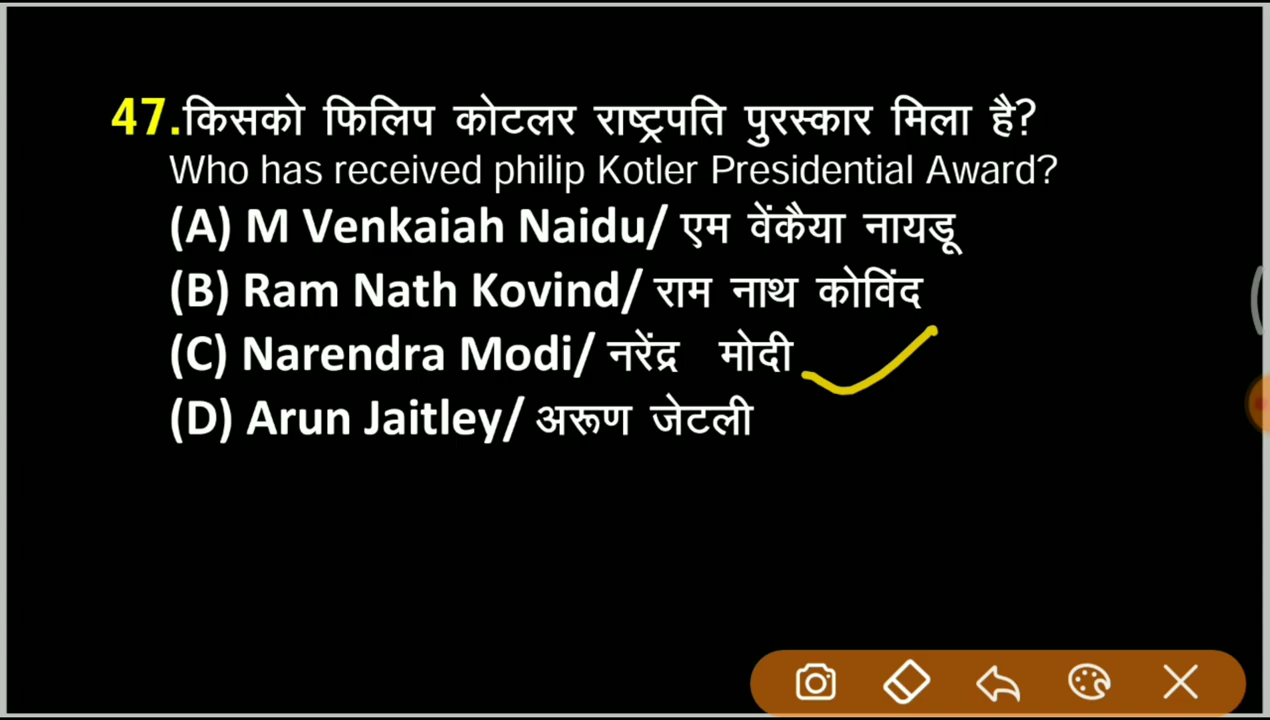 47.किसको फिलिप कोटलर राष्ट्रपति पुरस्कार मिला है?
Who has received philip Kotler Presidential Award?
(A) M Venkaiah Naidu/ एम वेंकैया नायडू
(B) Ram Nath Kovind/ राम नाथ कोविंद
(C) Narendra Modi/ नरेंद्र मोदी
(D) Arun Jaitley/ अरूण जेटली